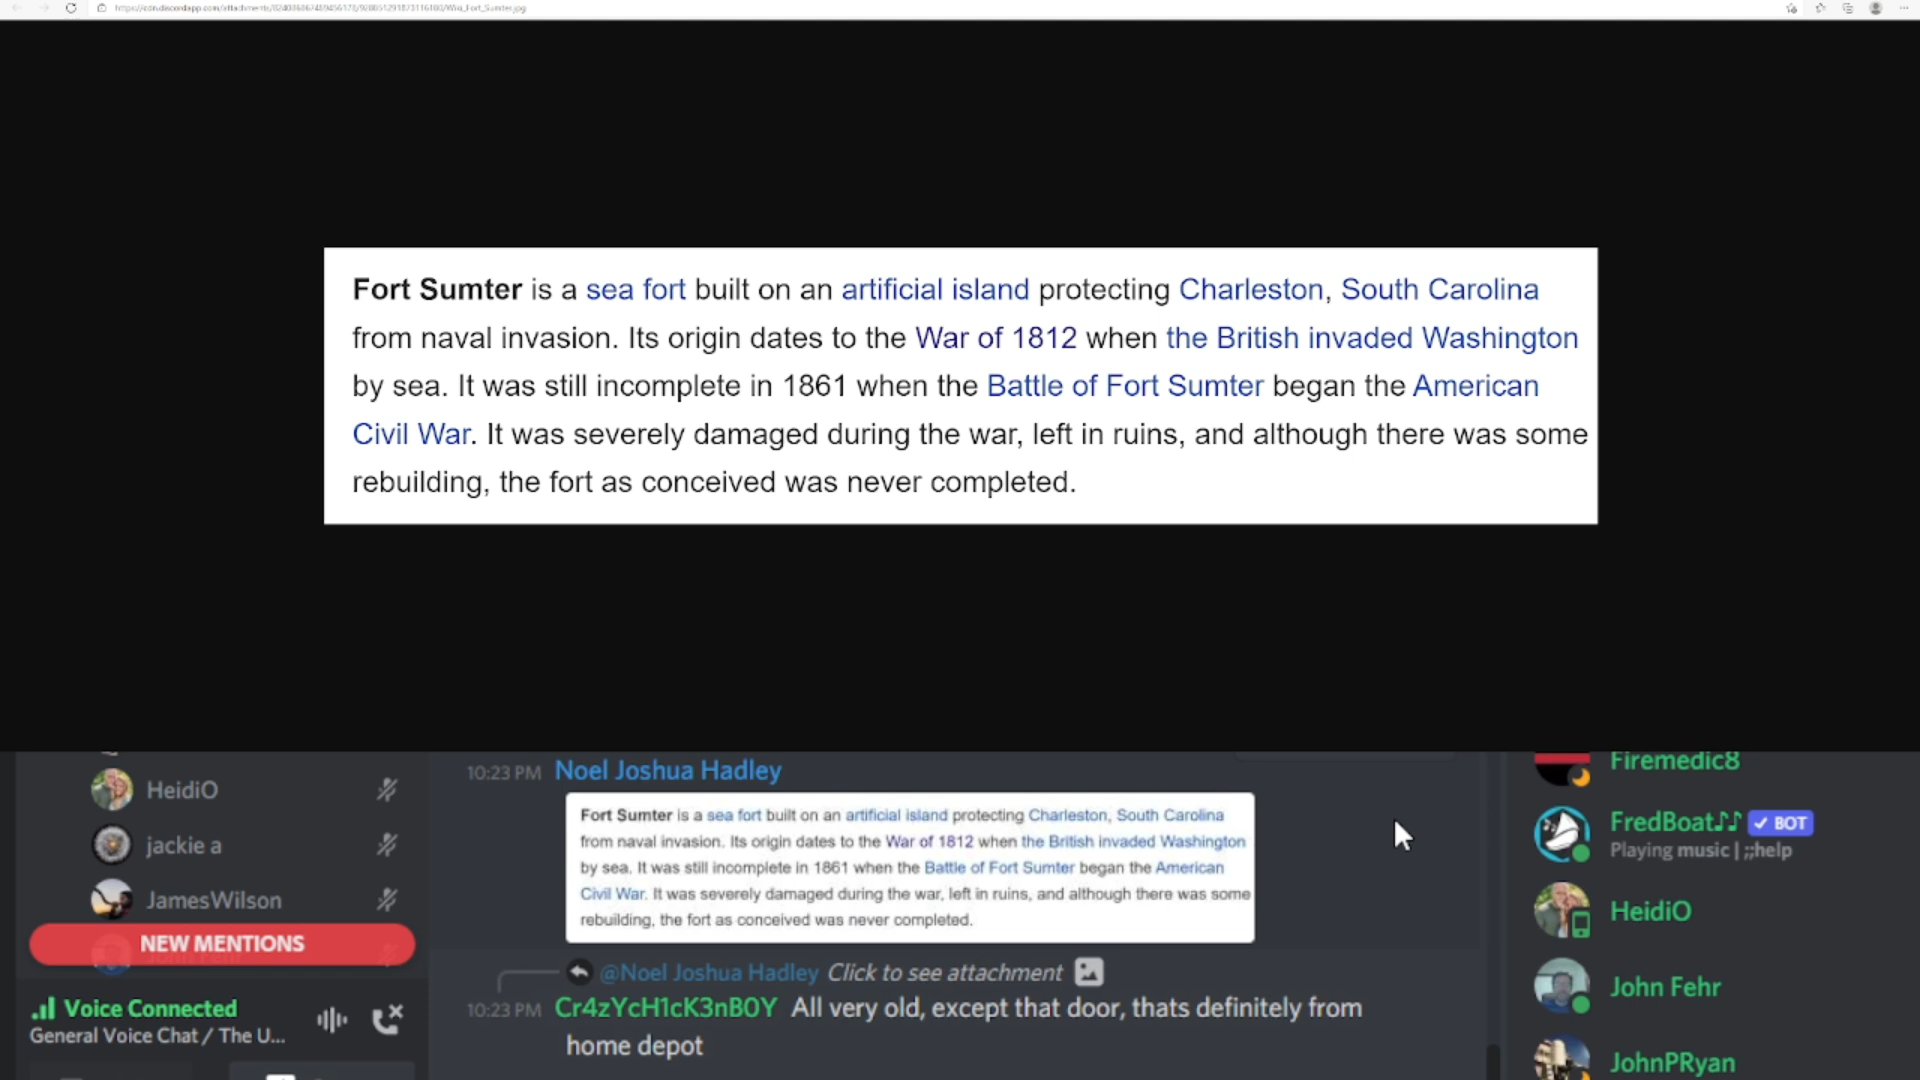 Fort Sumter is a sea fort built on an artificial island protecting Charleston, South Carolina
from naval invasion. Its origin dates to the War of 1812 when the British invaded Washington
by sea. It was still incomplete in 1861 when the Battle of Fort Sumter began the American
Civil War. It was severely damaged during the war, left in ruins, and although there was some
rebuilding, the fort as conceived was never completed.
HeidiO
jackie a
JamesWilson
NEW MENTIONS
Voice Connected
General Voice Chat / The U...
10:23 PM Noel Joshua Hadley
Fort Sumter is a sea fort built on an artificial island protecting Charleston, South Carolina
from naval invasion. Its origin dates to the War of 1812 when the British invaded Washington
by sea. It was still incomplete in 1861 when the Battle of Fort Sumter began the American
Civil War. It was severely damaged during the war, left in ruins, and although there was some
rebuilding, the fort as conceived was never completed.
@Noel Joshua Hadley Click to see attachment
10:23 PM Cr4zYcH1cK3nB0Y All very old, except that door, thats definitely from
home depot
Firemedic8
FredBoat♪♪ ✓ BOT
Playing music | ;;help
HeidiO
John Fehr
JohnPRyan